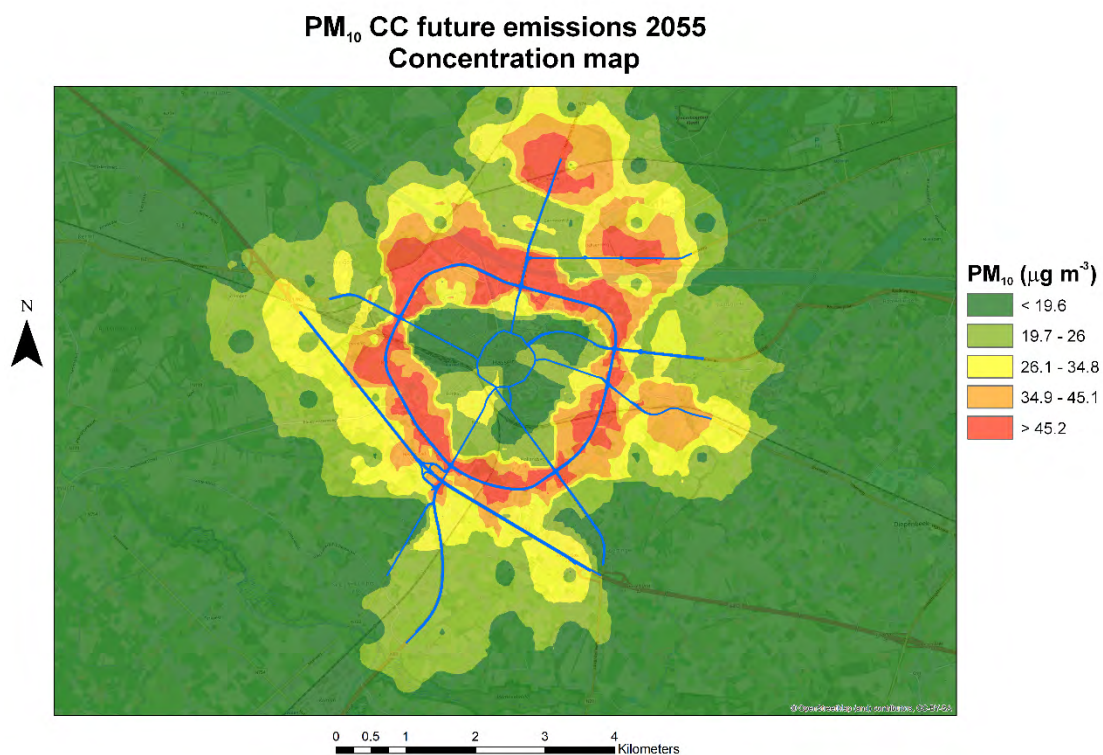 PM₁₀ CC future emissions 2055
Concentration map
N
PM₁₀ (µg m⁻³)
< 19.6
19.7 - 26
26.1 - 34.8
34.9 - 45.1
> 45.2
0 0.5 1 2 3 4
Kilometers